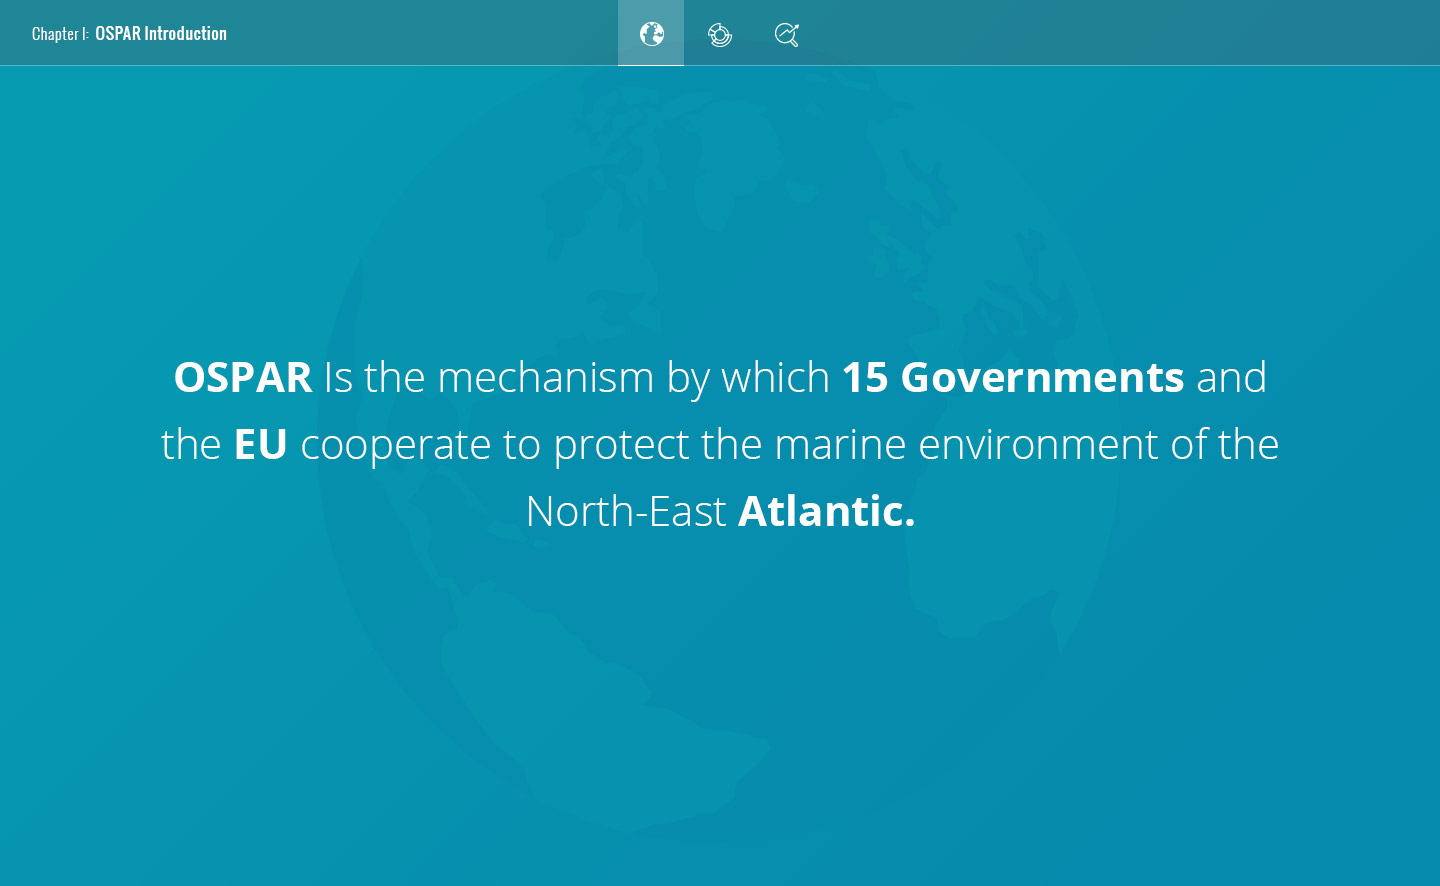 Chapter I: OSPAR Introduction
OSPAR Is the mechanism by which 15 Governments and
the EU cooperate to protect the marine environment of the
North-East Atlantic.